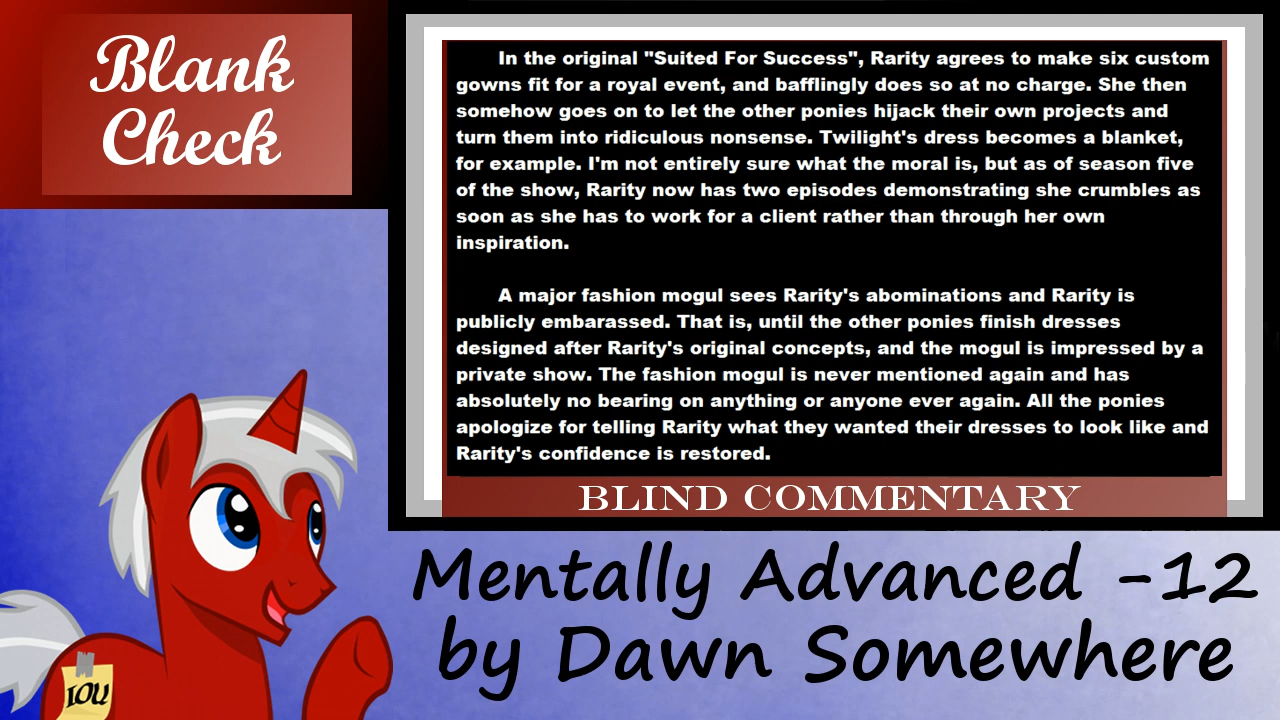 Blank
Check
In the original "Suited For Success", Rarity agrees to make six custom
gowns fit for a royal event, and bafflingly does so at no charge. She then
somehow goes on to let the other ponies hijack their own projects and
turn them into ridiculous nonsense. Twilight's dress becomes a blanket,
for example. I'm not entirely sure what the moral is, but as of season five
of the show, Rarity now has two episodes demonstrating she crumbles as
soon as she has to work for a client rather than through her own
inspiration.
A major fashion mogul sees Rarity's abominations and Rarity is
publicly embarassed. That is, until the other ponies finish dresses
designed after Rarity's original concepts, and the mogul is impressed by a
private show. The fashion mogul is never mentioned again and has
absolutely no bearing on anything or anyone ever again. All the ponies
apologize for telling Rarity what they wanted their dresses to look like and
Rarity's confidence is restored.
BLIND COMMENTARY
Mentally Advanced -12
by Dawn Somewhere
IOU